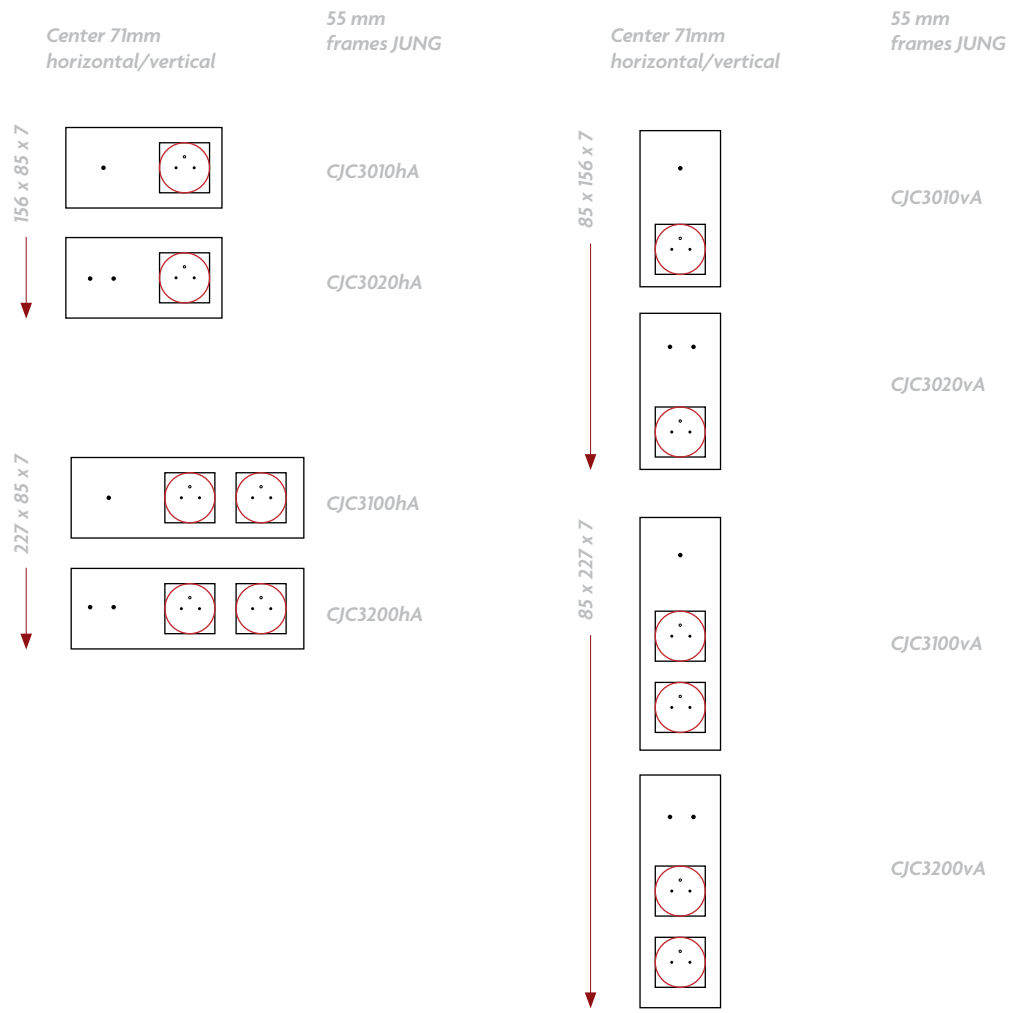 Center 71mm
horizontal/vertical
55 mm
frames JUNG
156 x 85 x 7
CJC3010hA
CJC3020hA
227 x 85 x 7
CJC3100hA
CJC3200hA
Center 71mm
horizontal/vertical
55 mm
frames JUNG
85 x 156 x 7
CJC3010vA
CJC3020vA
85 x 227 x 7
CJC3100vA
CJC3200vA